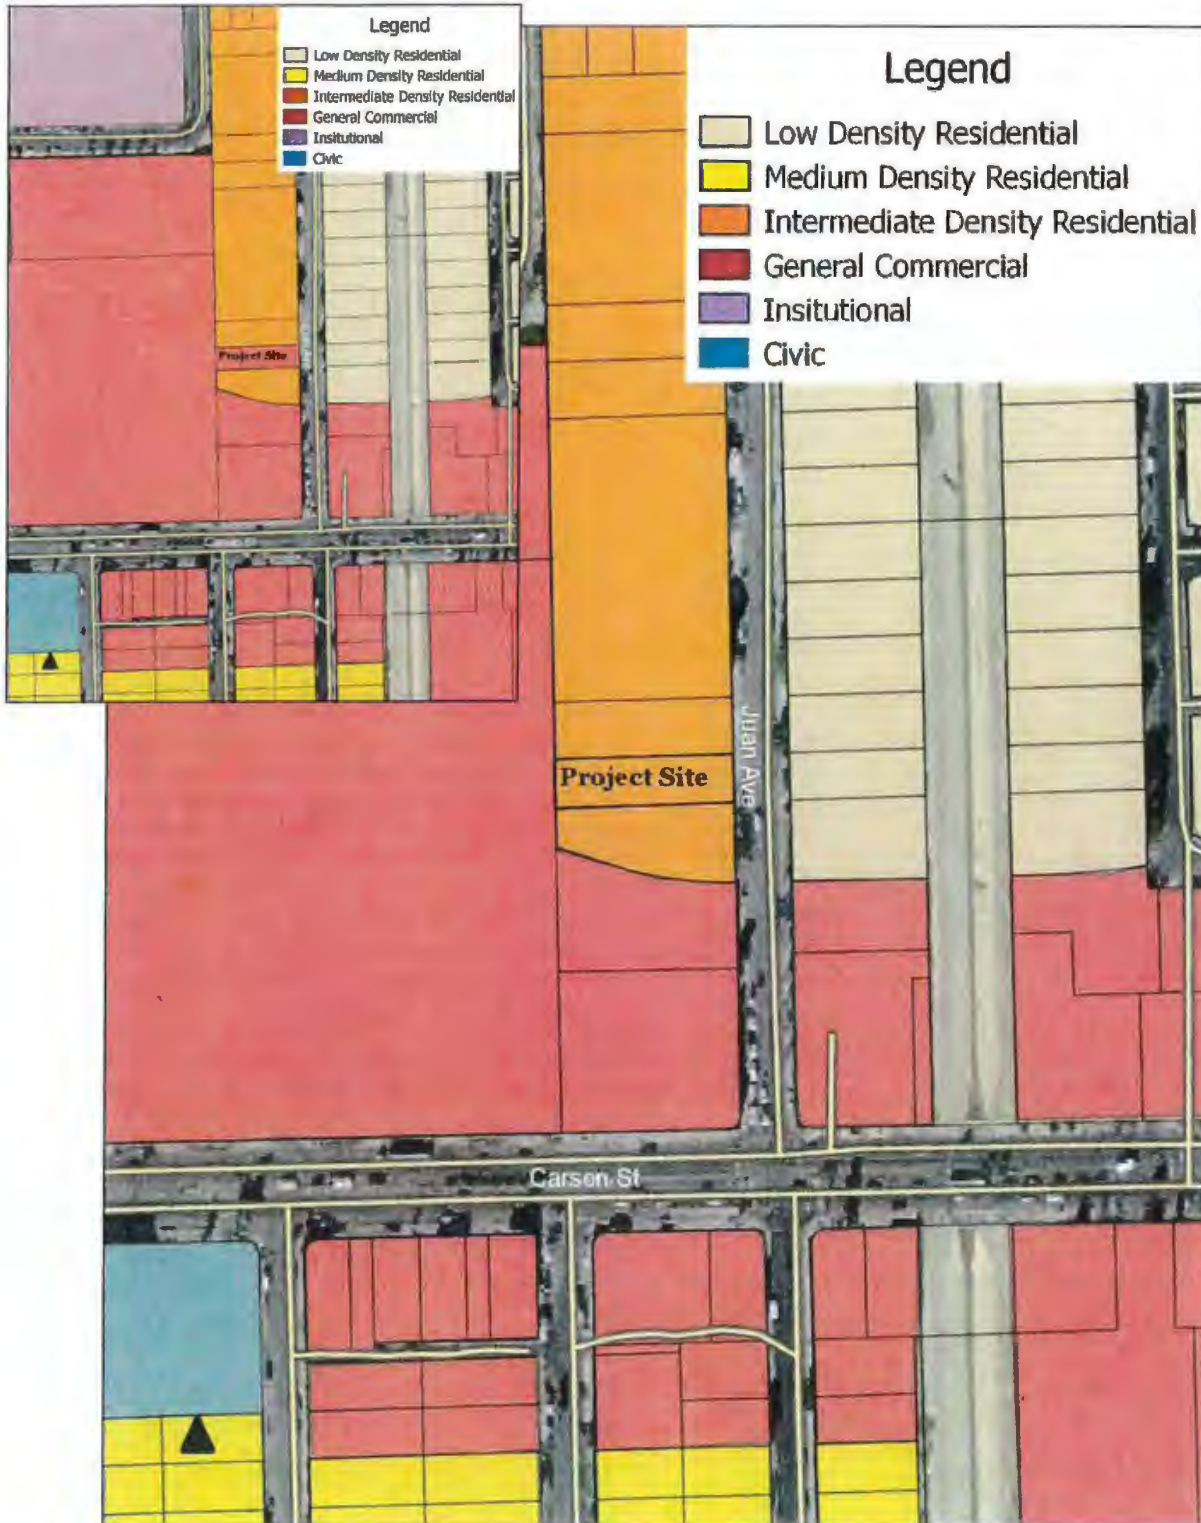 Legend
Low Density Residential
Medium Density Residential
Intermediate Density Residential
General Commercial
Insitutional
Civic
Project Site
Legend
Low Density Residential
Medium Density Residential
Intermediate Density Residential
General Commercial
Insitutional
Civic
Juan Ave
Project Site
Carson St